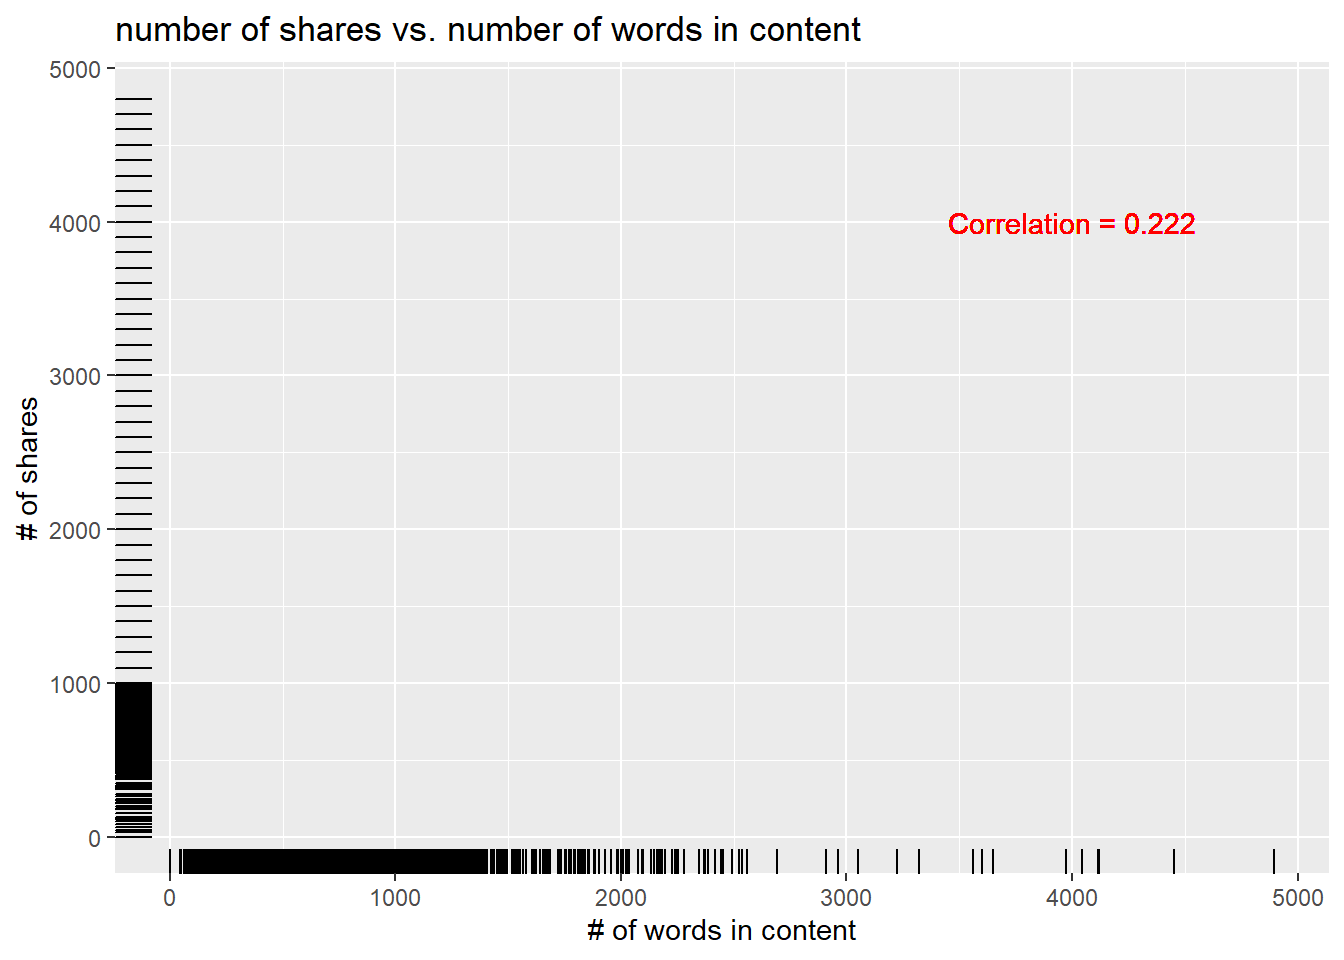 number of shares vs. number of words in content
5000
4000
3000
2000
1000
0
# of shares
Correlation = 0.222
0 1000 2000 3000 4000 5000
# of words in content